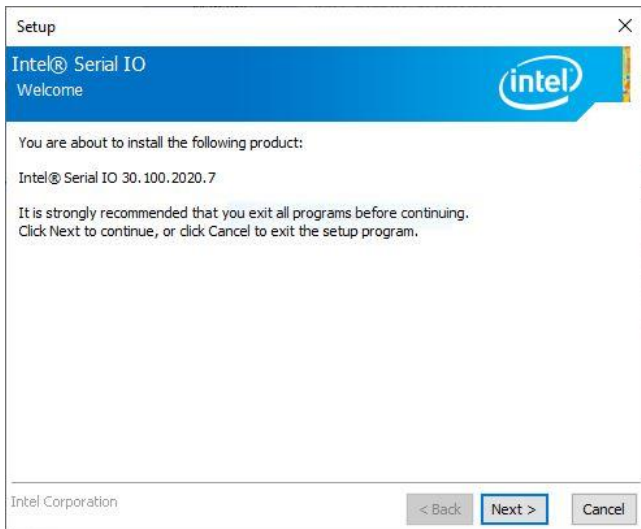 Setup
Intel® Serial IO
Welcome
intel
You are about to install the following product:
Intel® Serial IO 30.100.2020.7
It is strongly recommended that you exit all programs before continuing.
Click Next to continue, or click Cancel to exit the setup program.
Intel Corporation
< Back Next > Cancel